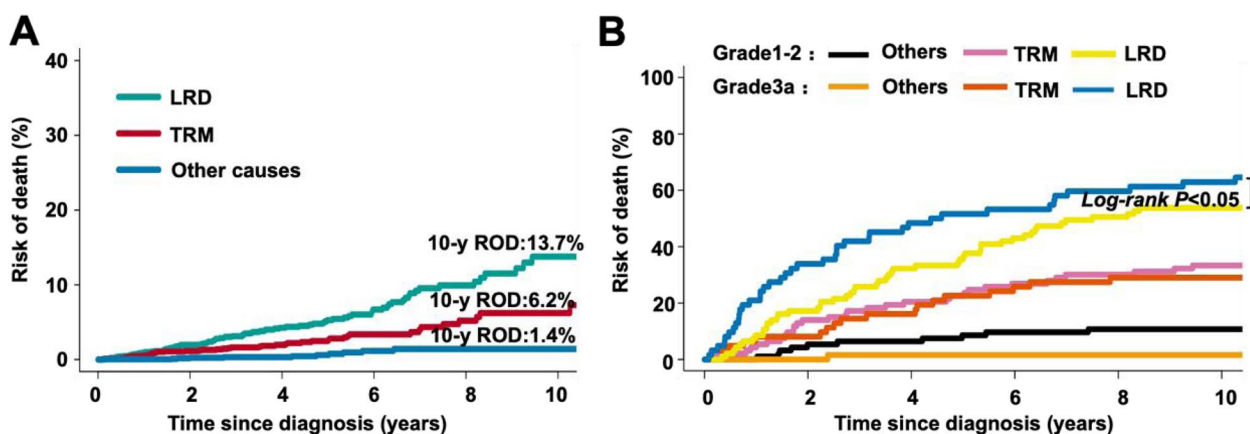 A
Risk of death (%)
40
30
20
10
0
LRD
TRM
Other causes
10-y ROD:13.7%
10-y ROD:6.2%
10-y ROD:1.4%
0 2 4 6 8 10
Time since diagnosis (years)
B
Grade1-2 : Others TRM LRD
Grade3a : Others TRM LRD
Risk of death (%)
100
80
60
40
20
0
Log-rank P<0.05
0 2 4 6 8 10
Time since diagnosis (years)